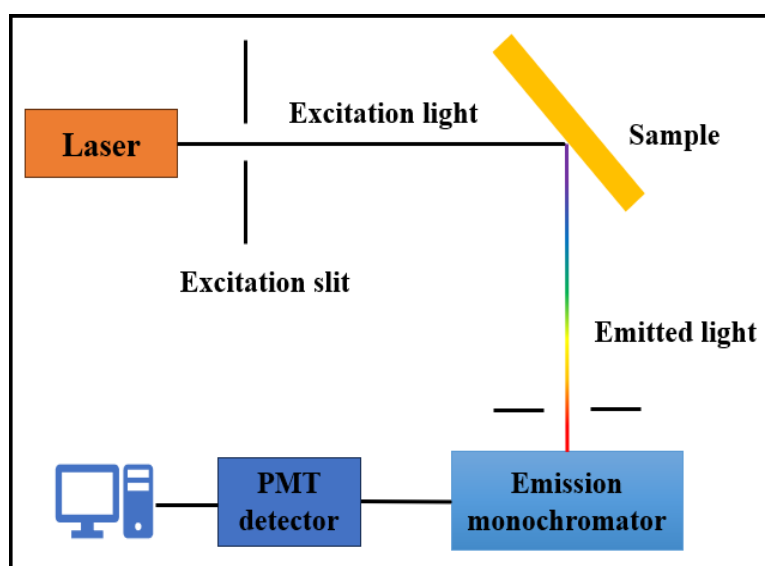 Excitation light
Laser
Sample
Excitation slit
Emitted light
PMT
detector
Emission
monochromator